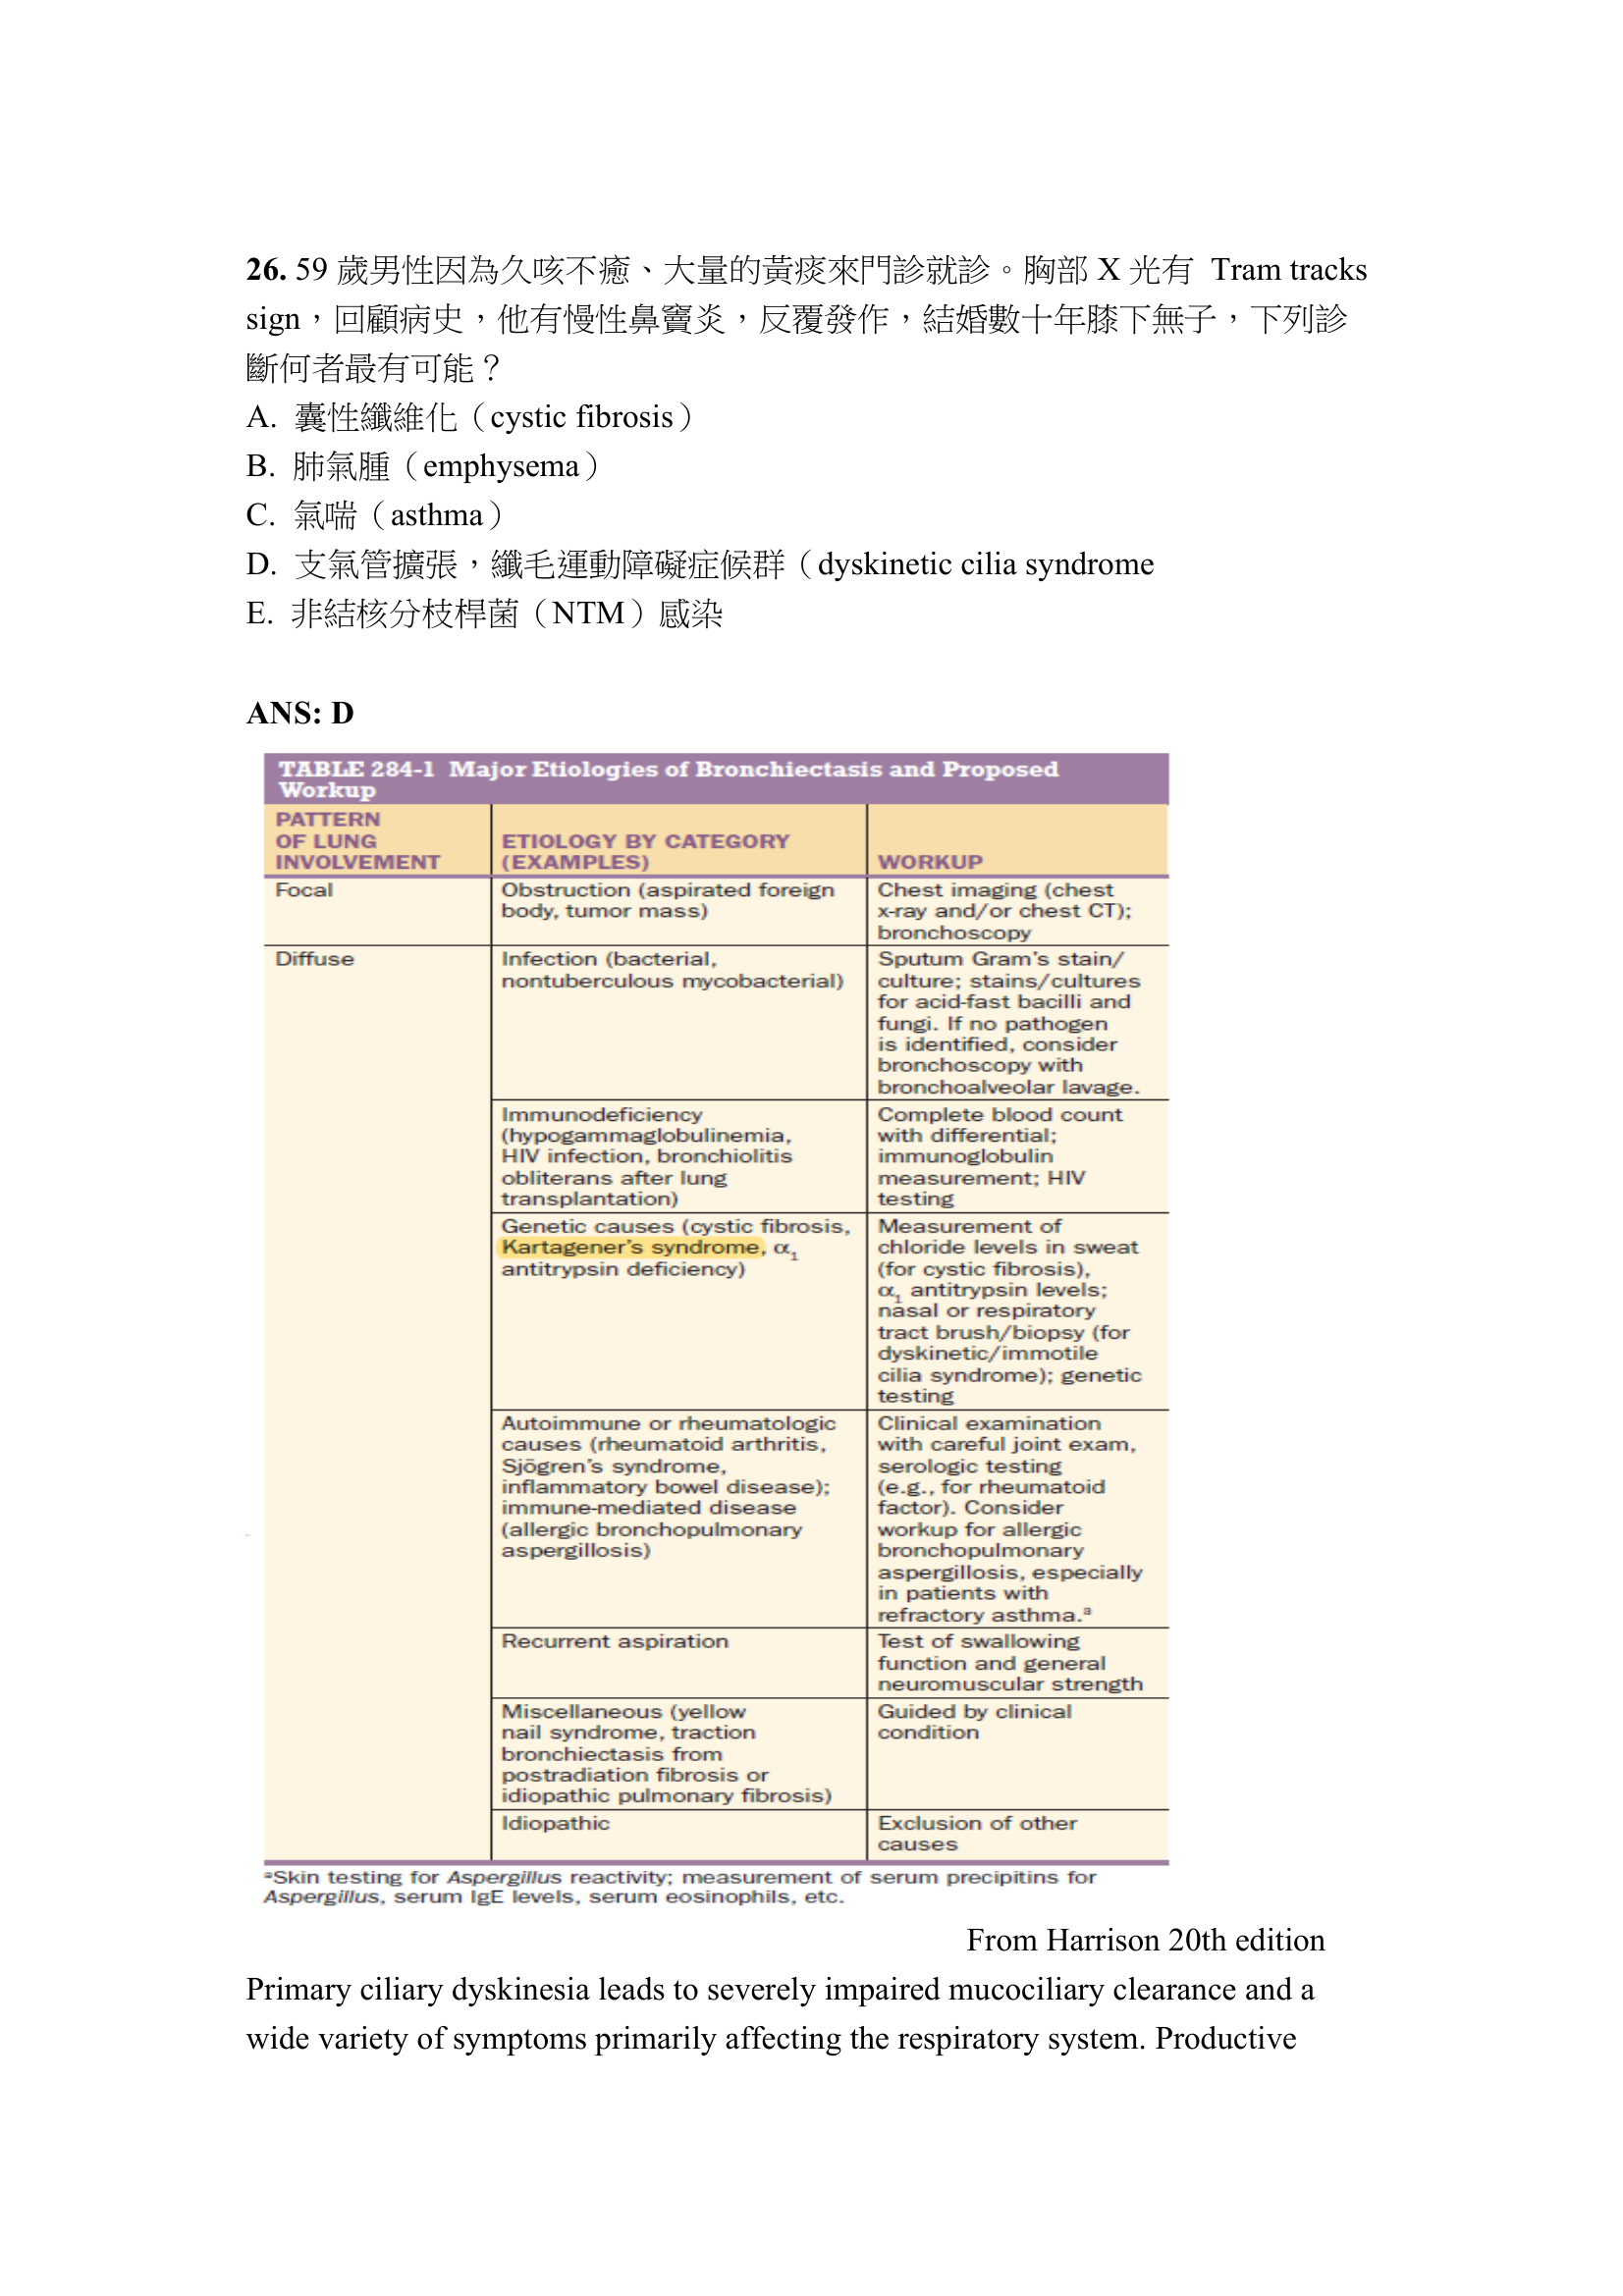 26. 59 歲男性因為久咳不癒、大量的黃痰來門診就診。胸部 X 光有 Tram tracks
sign，回顧病史，他有慢性鼻竇炎，反覆發作，結婚數十年膝下無子，下列診
斷何者最有可能？
A. 囊性纖維化（cystic fibrosis）
B. 肺氣腫（emphysema）
C. 氣喘（asthma）
D. 支氣管擴張，纖毛運動障礙症候群（dyskinetic cilia syndrome
E. 非結核分枝桿菌（NTM）感染
ANS: D
TABLE 284-1 Major Etiologies of Bronchiectasis and Proposed
Workup
PATTERN
OF LUNG
INVOLVEMENT
ETIOLOGY BY CATEGORY
(EXAMPLES)
WORKUP
Focal
Obstruction (aspirated foreign
body, tumor mass)
Chest imaging (chest
x-ray and/or chest CT);
bronchoscopy
Diffuse
Infection (bacterial,
nontuberculous mycobacterial)
Sputum Gram's stain/
culture; stains/cultures
for acid-fast bacilli and
fungi. If no pathogen
is identified, consider
bronchoscopy with
bronchoalveolar lavage.
Immunodeficiency
(hypogammaglobulinemia,
HIV infection, bronchiolitis
obliterans after lung
transplantation)
Complete blood count
with differential;
immunoglobulin
measurement; HIV
testing
Genetic causes (cystic fibrosis,
Kartagener's syndrome, α1
antitrypsin deficiency)
Measurement of
chloride levels in sweat
(for cystic fibrosis),
α1 antitrypsin levels;
nasal or respiratory
tract brush/biopsy (for
dyskinetic/immotile
cilia syndrome); genetic
testing
Autoimmune or rheumatologic
causes (rheumatoid arthritis,
Sjögren's syndrome,
inflammatory bowel disease);
immune-mediated disease
(allergic bronchopulmonary
aspergillosis)
Clinical examination
with careful joint exam,
serologic testing
(e.g., for rheumatoid
factor). Consider
workup for allergic
bronchopulmonary
aspergillosis, especially
in patients with
refractory asthma.a
Recurrent aspiration
Test of swallowing
function and general
neuromuscular strength
Miscellaneous (yellow
nail syndrome, traction
bronchiectasis from
postradiation fibrosis or
idiopathic pulmonary fibrosis)
Guided by clinical
condition
Idiopathic
Exclusion of other
causes
aSkin testing for Aspergillus reactivity; measurement of serum precipitins for
Aspergillus, serum IgE levels, serum eosinophils, etc.
From Harrison 20th edition
Primary ciliary dyskinesia leads to severely impaired mucociliary clearance and a
wide variety of symptoms primarily affecting the respiratory system. Productive